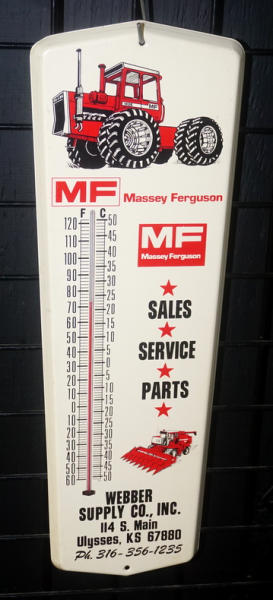 MF
MF Massey Ferguson
F C
120 50
110 45
100 40
90 35
80 30
70 25
60 20
50 15
40 10
30 5
20 0
10 5
0 10
10 15
20 20
30 25
40 30
50 35
60 50
MF
Massey Ferguson
SALES
SERVICE
PARTS
WEBBER
SUPPLY CO., INC.
114 S. Main
Ulysses, KS 67880
Ph. 316-356-1235